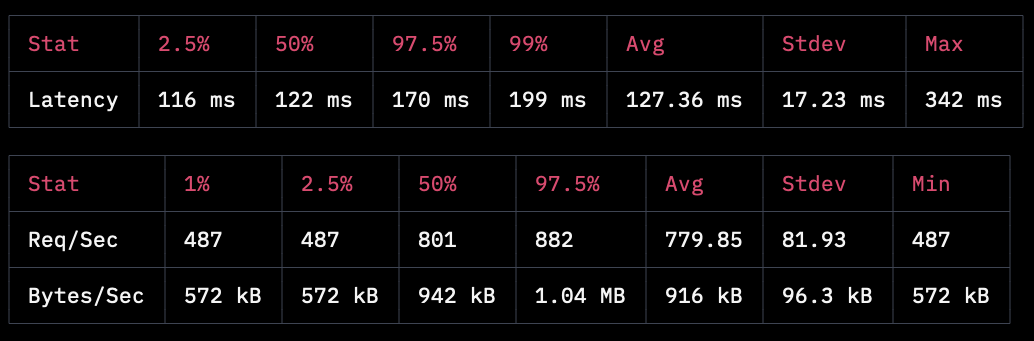 Stat 2.5% 50% 97.5% 99% Avg Stdev Max
Latency 116 ms 122 ms 170 ms 199 ms 127.36 ms 17.23 ms 342 ms
Stat 1% 2.5% 50% 97.5% Avg Stdev Min
Req/Sec 487 487 801 882 779.85 81.93 487
Bytes/Sec 572 kB 572 kB 942 kB 1.04 MB 916 kB 96.3 kB 572 kB